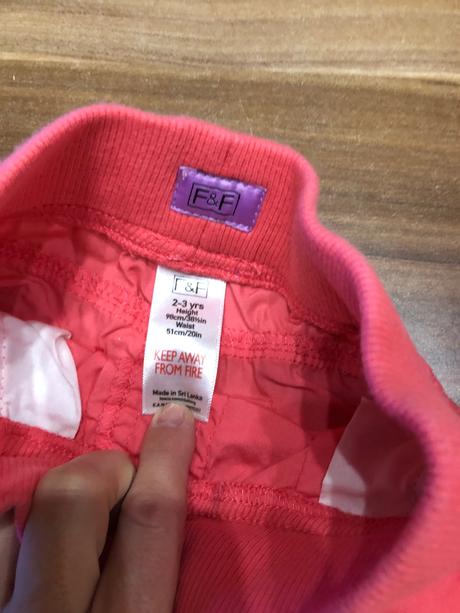 F&F
F&F
2-3 yrs
Height
98cm/38½in
Waist
51cm/20in
KEEP AWAY
FROM FIRE
Made in Sri Lanka